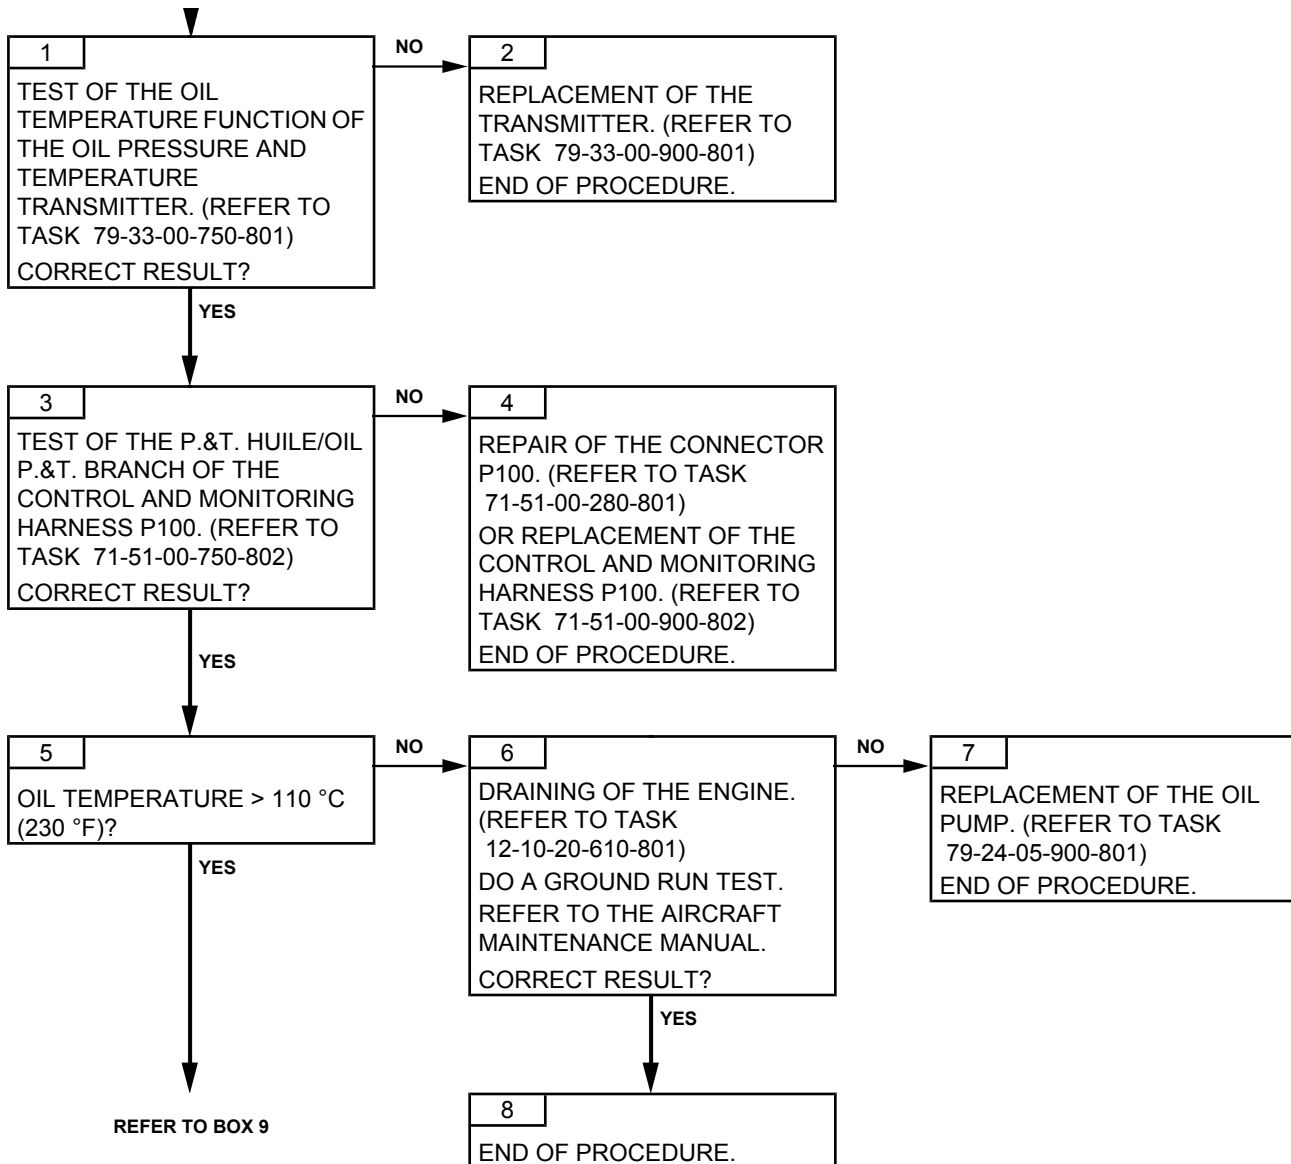 1
TEST OF THE OIL
TEMPERATURE FUNCTION OF
THE OIL PRESSURE AND
TEMPERATURE
TRANSMITTER. (REFER TO
TASK 79-33-00-750-801)
CORRECT RESULT?
NO
2
REPLACEMENT OF THE
TRANSMITTER. (REFER TO
TASK 79-33-00-900-801)
END OF PROCEDURE.
YES
3
TEST OF THE P.&T. HUILE/OIL
P.&T. BRANCH OF THE
CONTROL AND MONITORING
HARNESS P100. (REFER TO
TASK 71-51-00-750-802)
CORRECT RESULT?
NO
4
REPAIR OF THE CONNECTOR
P100. (REFER TO TASK
71-51-00-280-801)
OR REPLACEMENT OF THE
CONTROL AND MONITORING
HARNESS P100. (REFER TO
TASK 71-51-00-900-802)
END OF PROCEDURE.
YES
5
OIL TEMPERATURE > 110 °C
(230 °F)?
NO
6
DRAINING OF THE ENGINE.
(REFER TO TASK
12-10-20-610-801)
DO A GROUND RUN TEST.
REFER TO THE AIRCRAFT
MAINTENANCE MANUAL.
CORRECT RESULT?
NO
7
REPLACEMENT OF THE OIL
PUMP. (REFER TO TASK
79-24-05-900-801)
END OF PROCEDURE.
YES
REFER TO BOX 9
YES
8
END OF PROCEDURE.